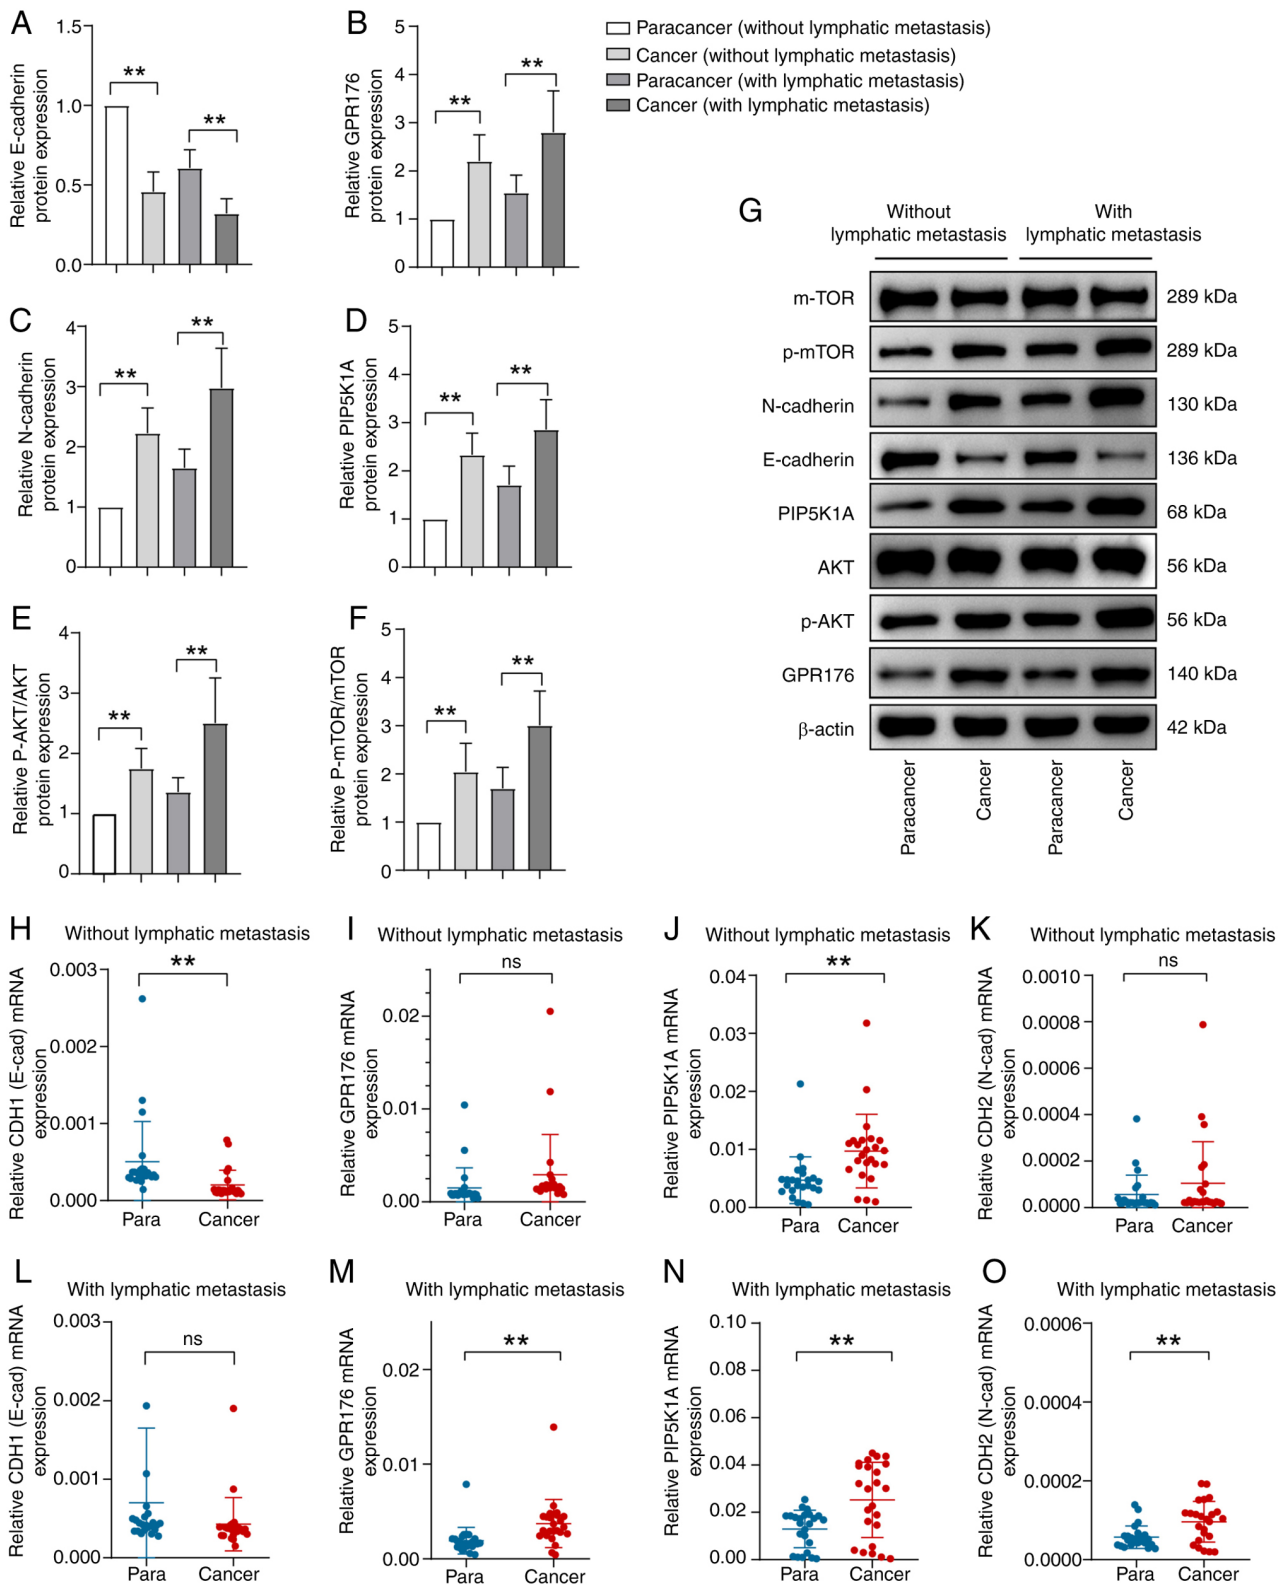 A
1.5
1.0
0.5
0.0
Relative E-cadherin
protein expression
**
**
B
5
4
3
2
1
0
Relative GPR176
protein expression
**
**
Paracancer (without lymphatic metastasis)
Cancer (without lymphatic metastasis)
Paracancer (with lymphatic metastasis)
Cancer (with lymphatic metastasis)
C
4
3
2
1
0
Relative N-cadherin
protein expression
**
**
D
5
4
3
2
1
0
Relative PIP5K1A
protein expression
**
**
E
4
3
2
1
0
Relative P-AKT/AKT
protein expression
**
**
F
5
4
3
2
1
0
Relative P-mTOR/mTOR
protein expression
**
**
G
Without
lymphatic metastasis
With
lymphatic metastasis
m-TOR 289 kDa
p-mTOR 289 kDa
N-cadherin 130 kDa
E-cadherin 136 kDa
PIP5K1A 68 kDa
AKT 56 kDa
p-AKT 56 kDa
GPR176 140 kDa
β-actin 42 kDa
Paracancer
Cancer
Paracancer
Cancer
H
Without lymphatic metastasis
**
0.003
0.002
0.001
0.000
Relative CDH1 (E-cad) mRNA
expression
Para Cancer
I
Without lymphatic metastasis
ns
0.02
0.01
0.00
Relative GPR176 mRNA
expression
Para Cancer
J
Without lymphatic metastasis
**
0.04
0.03
0.02
0.01
0.00
Relative PIP5K1A mRNA
expression
Para Cancer
K
Without lymphatic metastasis
ns
0.0010
0.0008
0.0006
0.0004
0.0002
0.0000
Relative CDH2 (N-cad) mRNA
expression
Para Cancer
L
With lymphatic metastasis
ns
0.003
0.002
0.001
0.000
Relative CDH1 (E-cad) mRNA
expression
Para Cancer
M
With lymphatic metastasis
**
0.02
0.01
0.00
Relative GPR176 mRNA
expression
Para Cancer
N
With lymphatic metastasis
**
0.10
0.08
0.06
0.04
0.02
0.00
Relative PIP5K1A mRNA
expression
Para Cancer
O
With lymphatic metastasis
**
0.0006
0.0004
0.0002
0.0000
Relative CDH2 (N-cad) mRNA
expression
Para Cancer